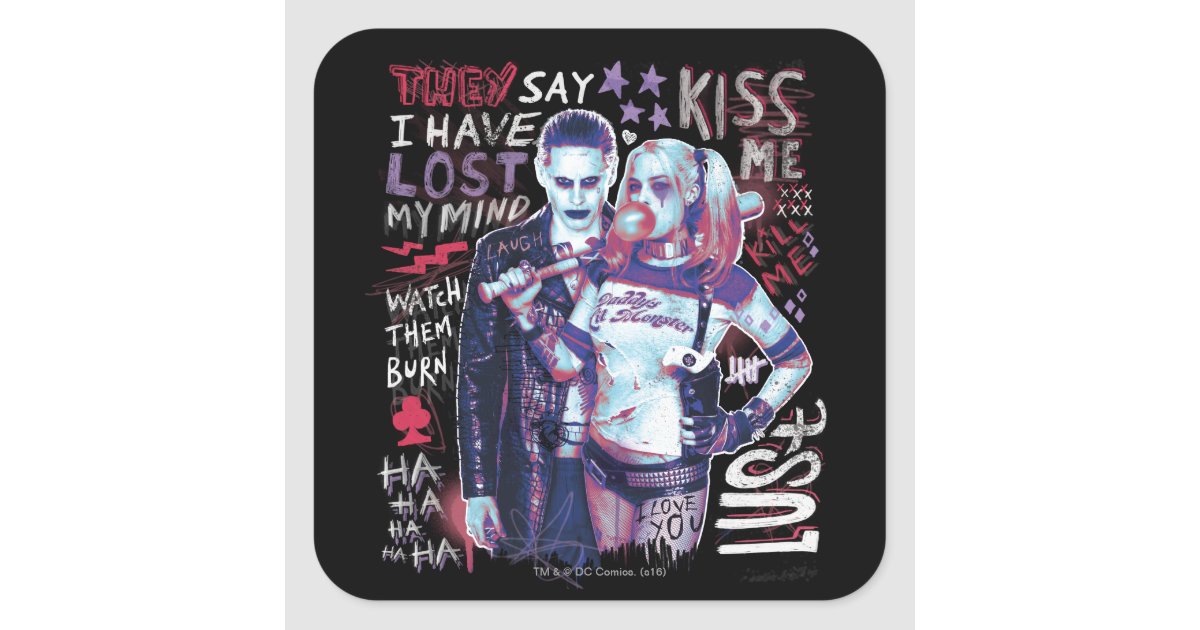 THEY SAY
I HAVE
LOST
MY MIND
KISS
ME
KILL
ME
LAUGH
WATCH
THEM
BURN
Daddy's
Lil Monster
HA
HA
HA
HA HA
LUSt
I LOVE
YOU
TM & © DC Comics. (s16)